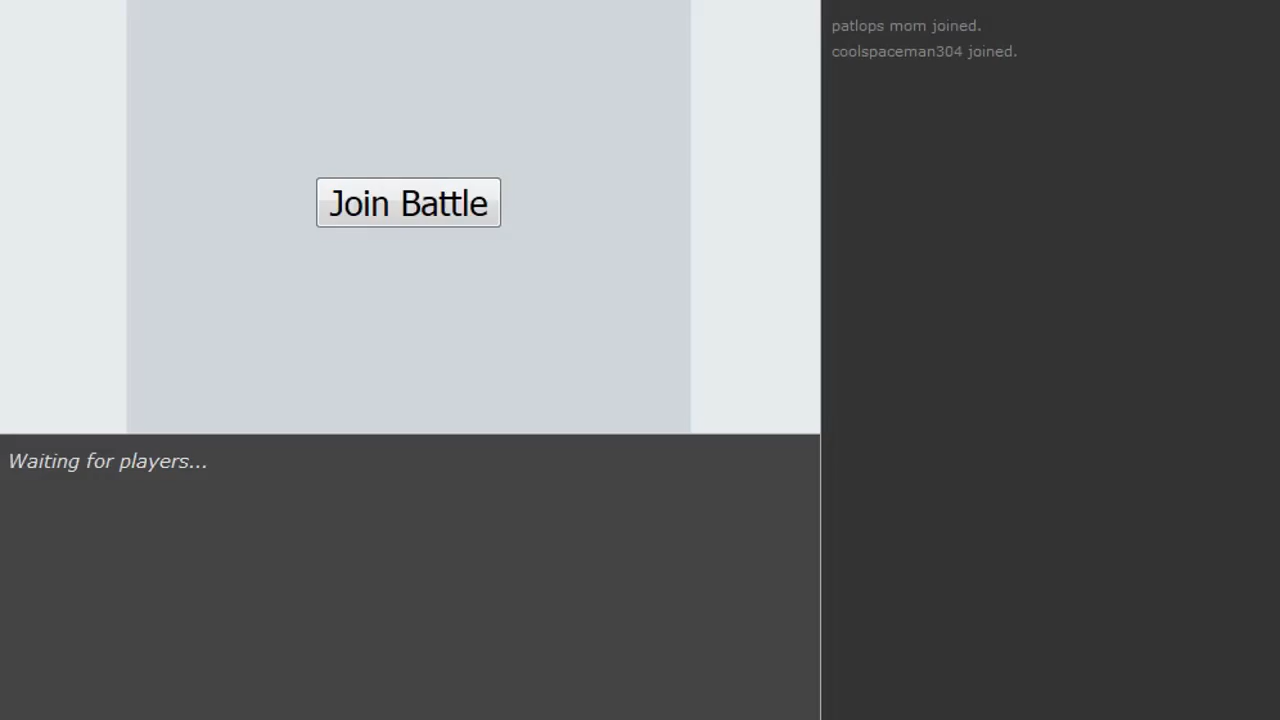 Join Battle
Waiting for players...
patlops mom joined.
coolspaceman304 joined.